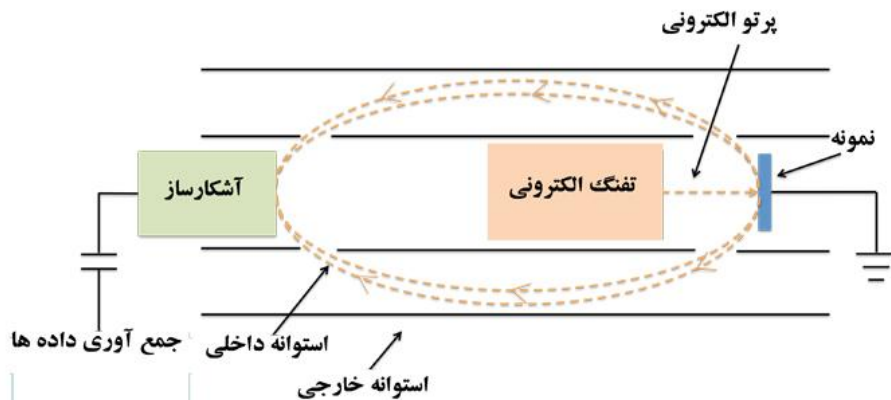 پرتو الکترونی
نمونه
تفنگ الکترونی
آشکارساز
استوانه داخلی
جمع آوری داده ها
استوانه خارجی